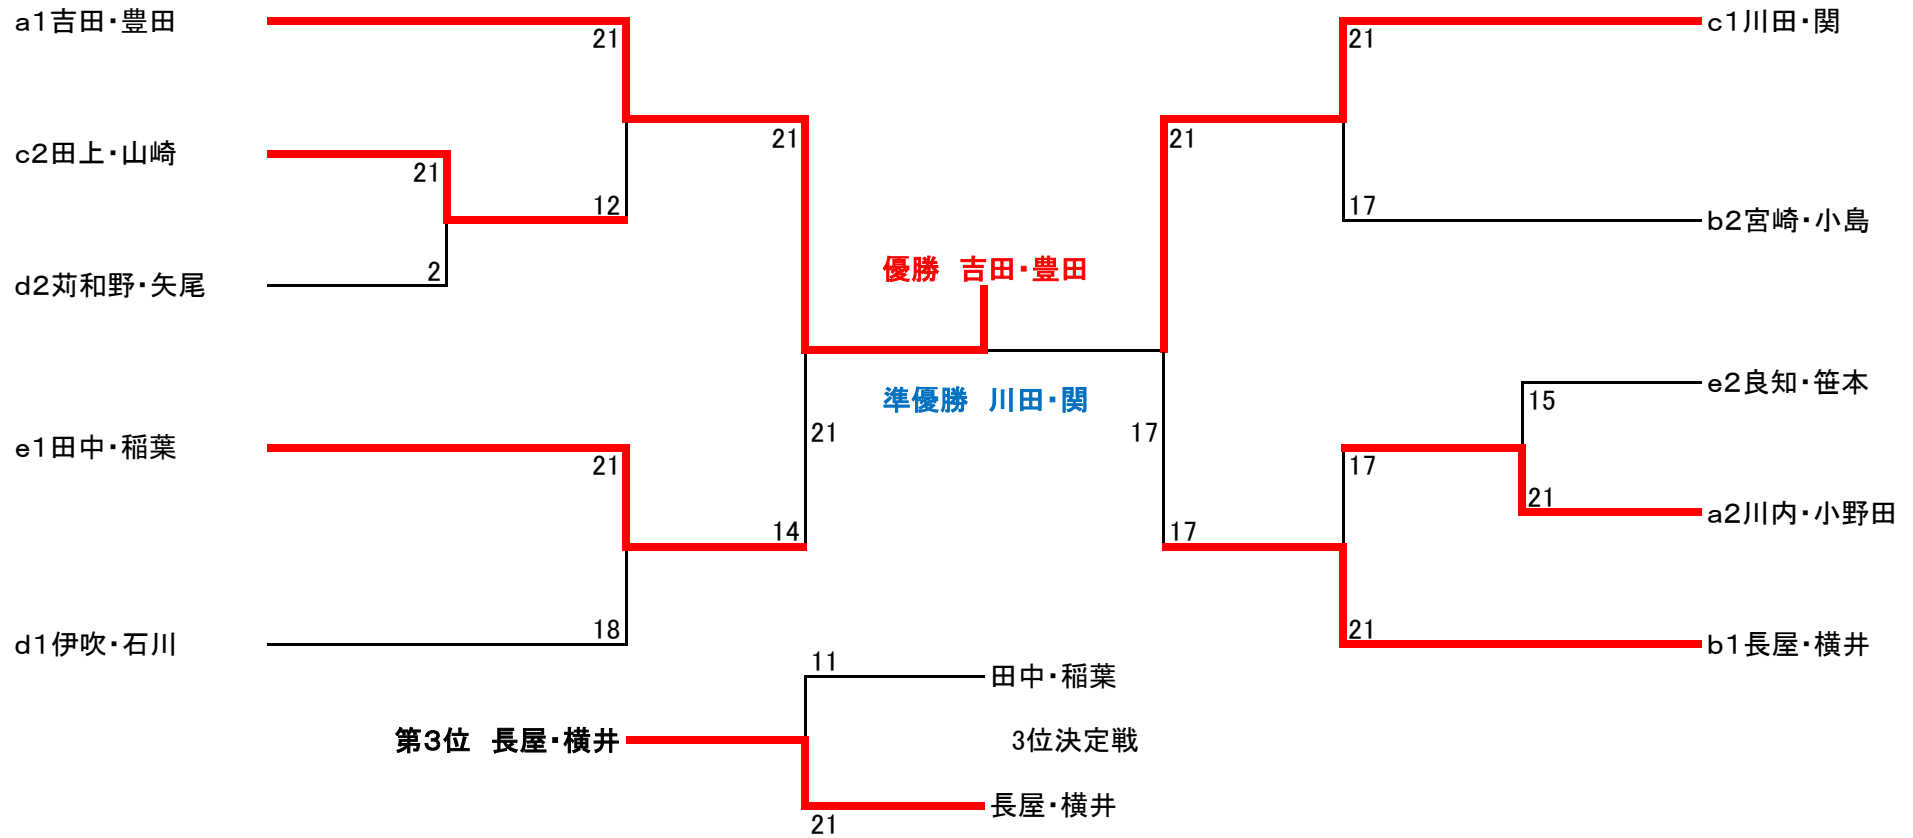 a1吉田・豊田
21
c2田上・山崎
21
12
d2苅和野・矢尾
2
21
e1田中・稲葉
21
14
d1伊吹・石川
18
優勝　吉田・豊田
準優勝　川田・関
21
17
c1川田・関
21
21
17
b2宮崎・小島
e2良知・笹本
15
17
21
a2川内・小野田
17
21
b1長屋・横井
11
田中・稲葉
第3位　長屋・横井
3位決定戦
長屋・横井
21